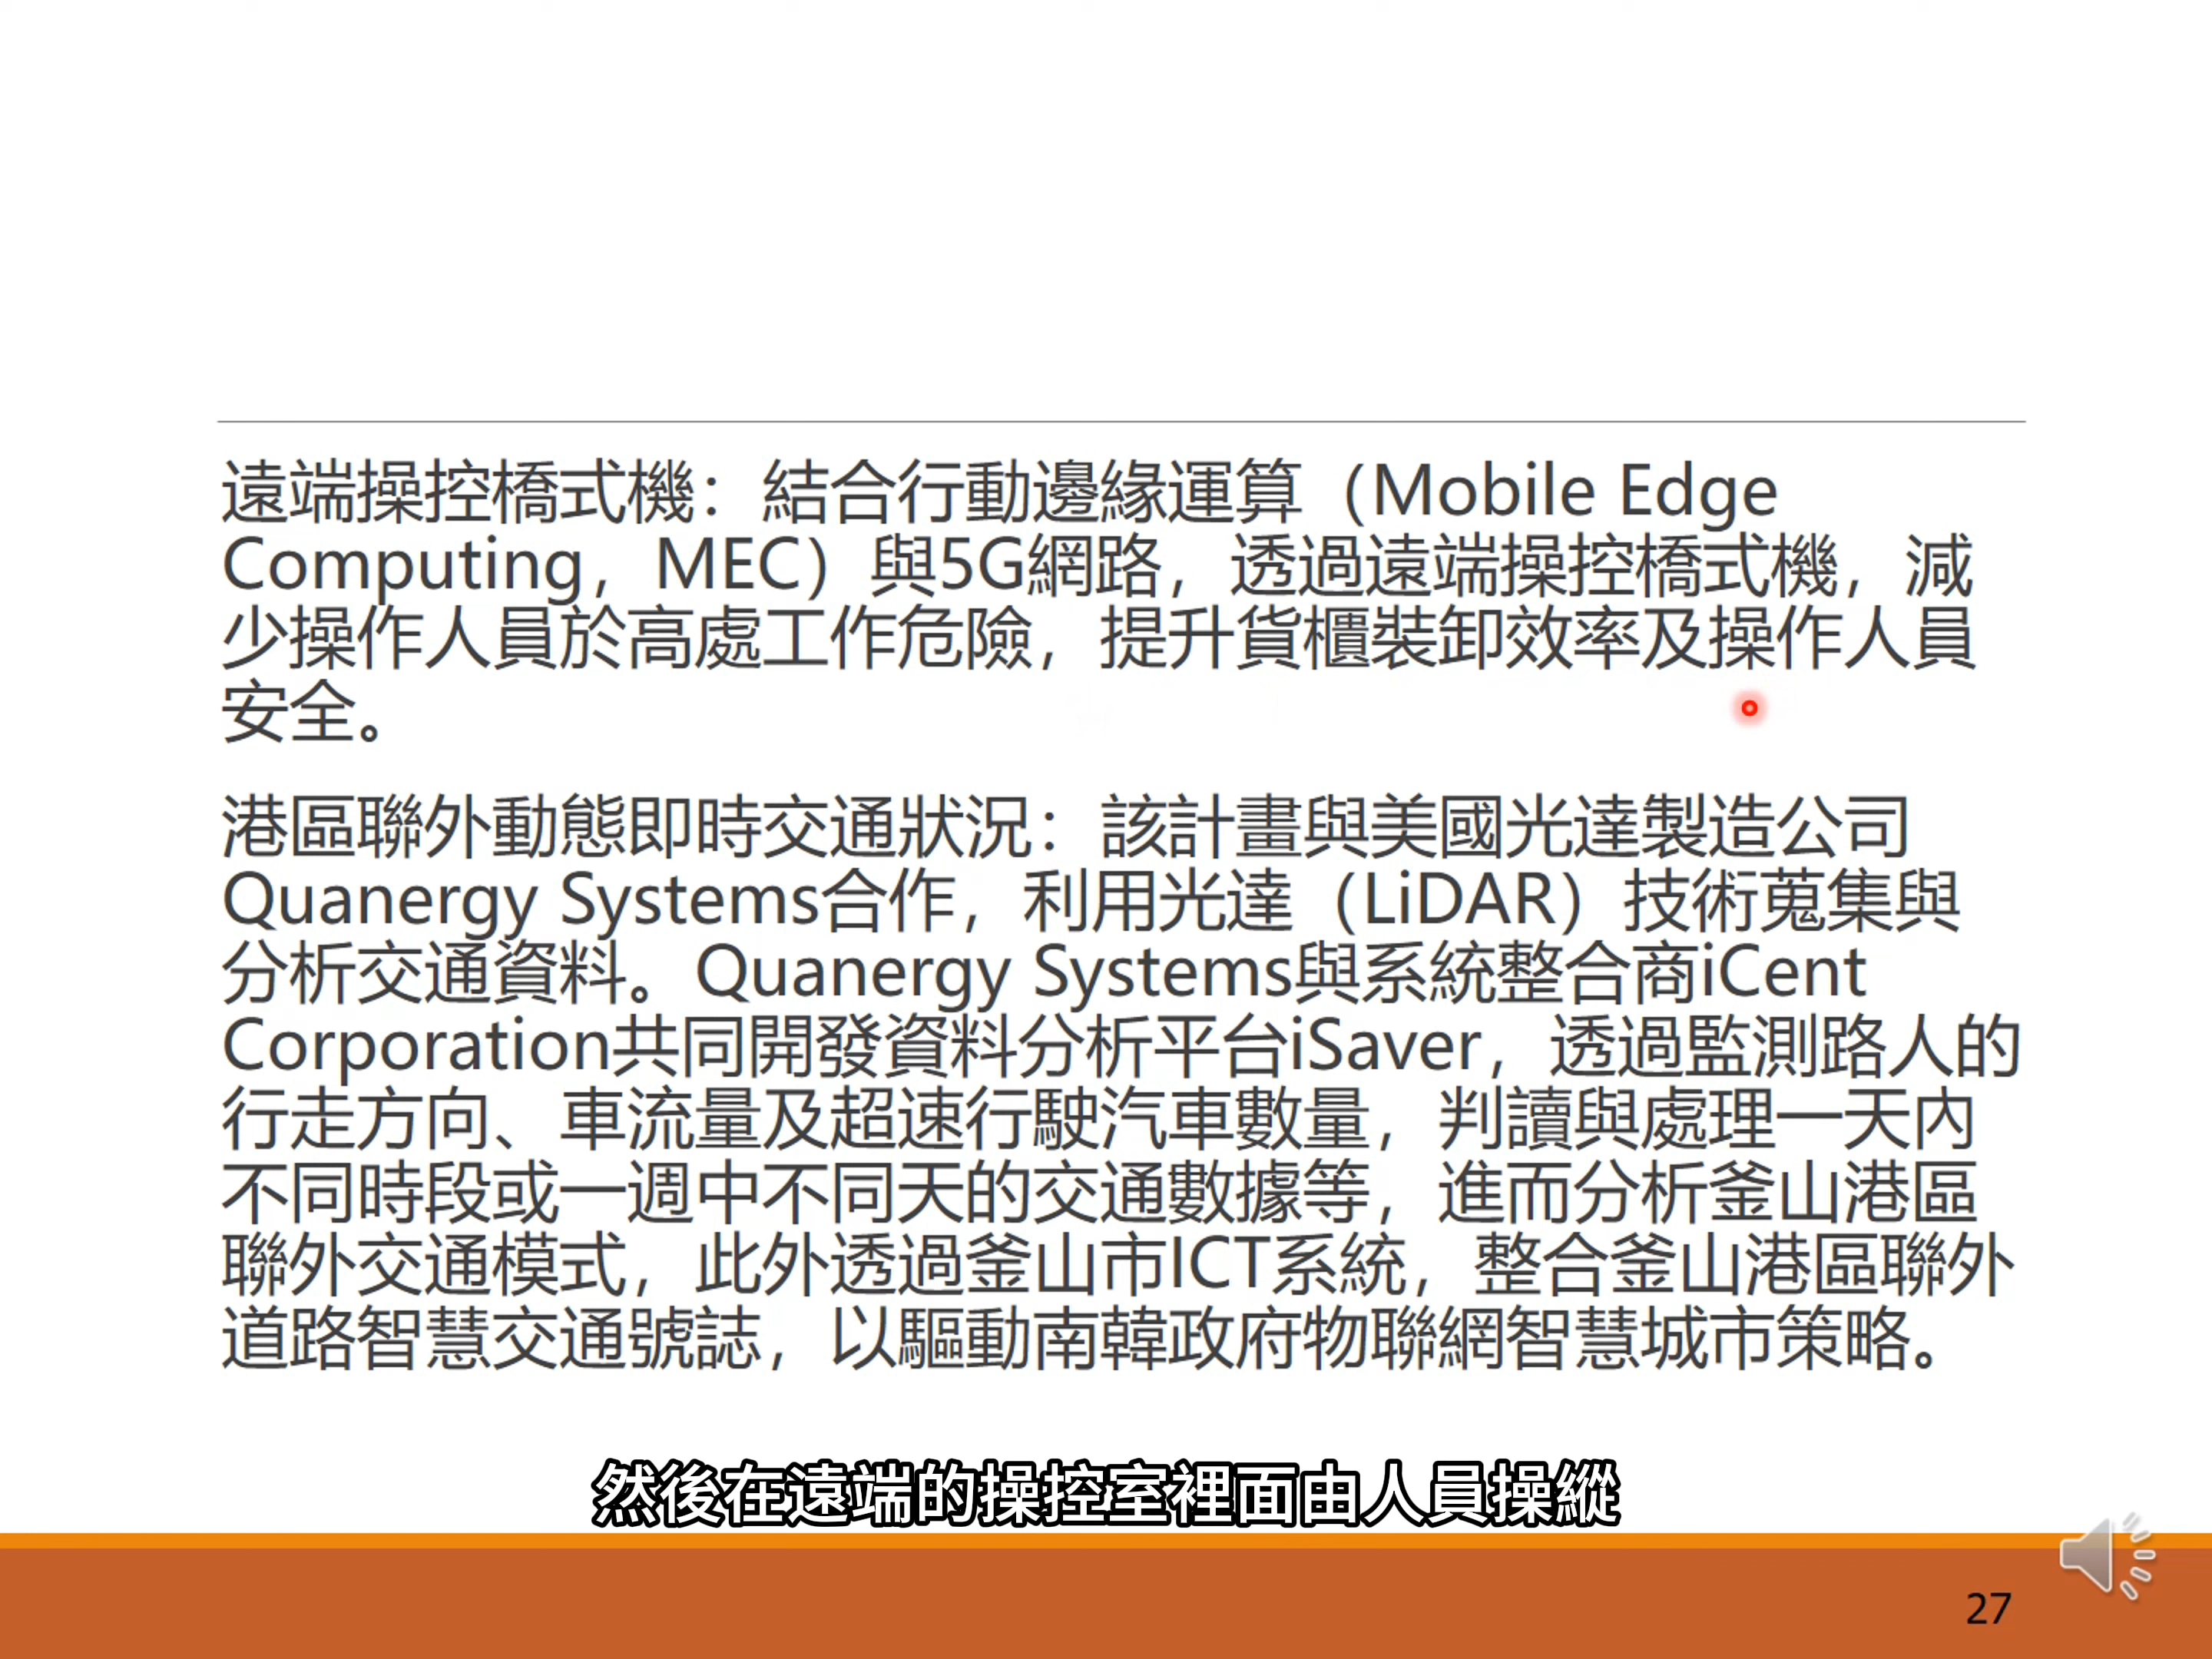 遠端操控橋式機：結合行動邊緣運算（Mobile Edge
Computing，MEC）與5G網路，透過遠端操控橋式機，減
少操作人員於高處工作危險，提升貨櫃裝卸效率及操作人員
安全。
港區聯外動態即時交通狀況：該計畫與美國光達製造公司
Quanergy Systems合作，利用光達（LiDAR）技術蒐集與
分析交通資料。Quanergy Systems與系統整合商iCent
Corporation共同開發資料分析平台iSaver，透過監測路人的
行走方向、車流量及超速行駛汽車數量，判讀與處理一天內
不同時段或一週中不同天的交通數據等，進而分析釜山港區
聯外交通模式，此外透過釜山市ICT系統，整合釜山港區聯外
道路智慧交通號誌，以驅動南韓政府物聯網智慧城市策略。
然後在遠端的操控室裡面由人員操縱
27